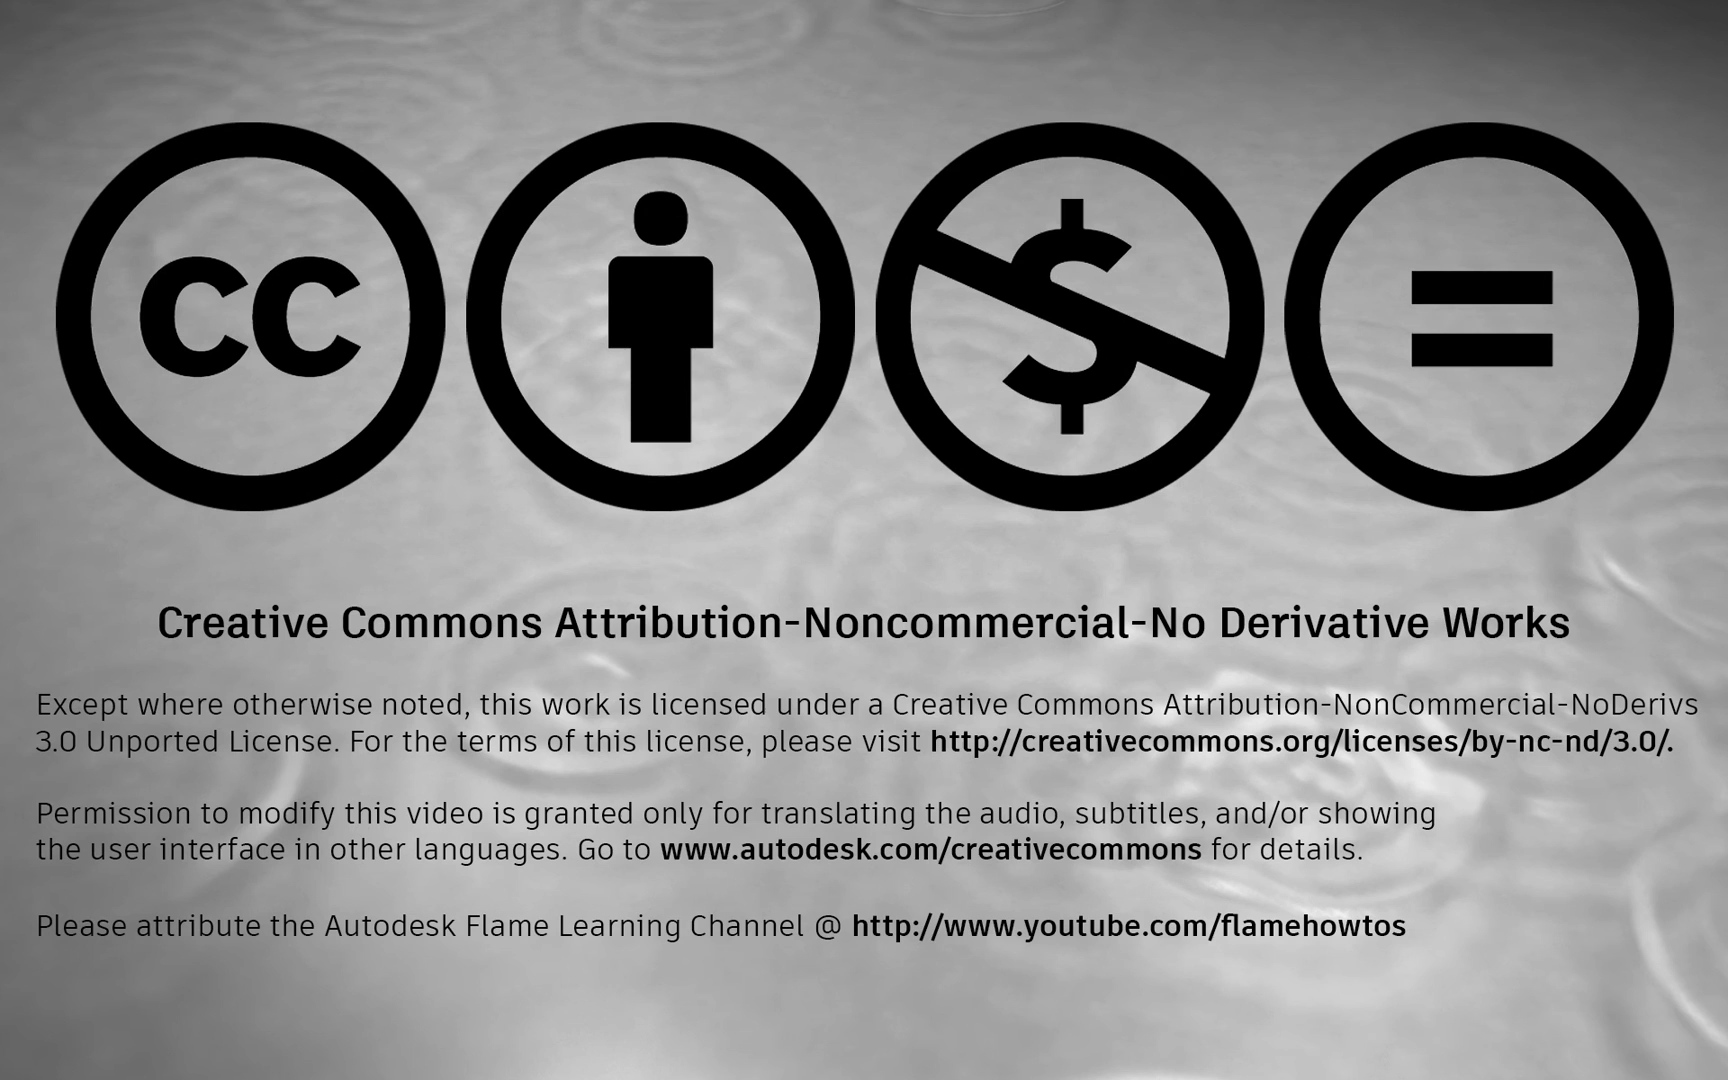 cc
$
=
Creative Commons Attribution-Noncommercial-No Derivative Works
Except where otherwise noted, this work is licensed under a Creative Commons Attribution-NonCommercial-NoDerivs
3.0 Unported License. For the terms of this license, please visit http://creativecommons.org/licenses/by-nc-nd/3.0/.
Permission to modify this video is granted only for translating the audio, subtitles, and/or showing
the user interface in other languages. Go to www.autodesk.com/creativecommons for details.
Please attribute the Autodesk Flame Learning Channel @ http://www.youtube.com/flamehowtos